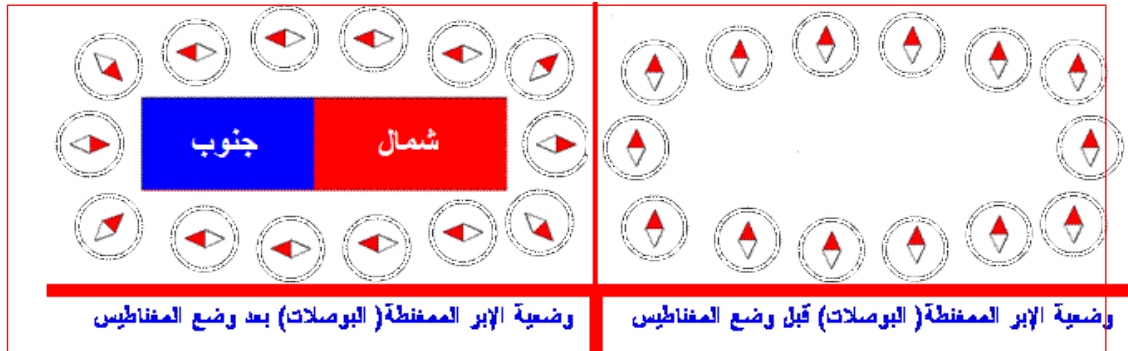 شمال
جنوب
وضعية الإبر الممغنطة( البوصلات) قبل وضع المغناطيس
وضعية الإبر الممغنطة( البوصلات) بعد وضع المغناطيس